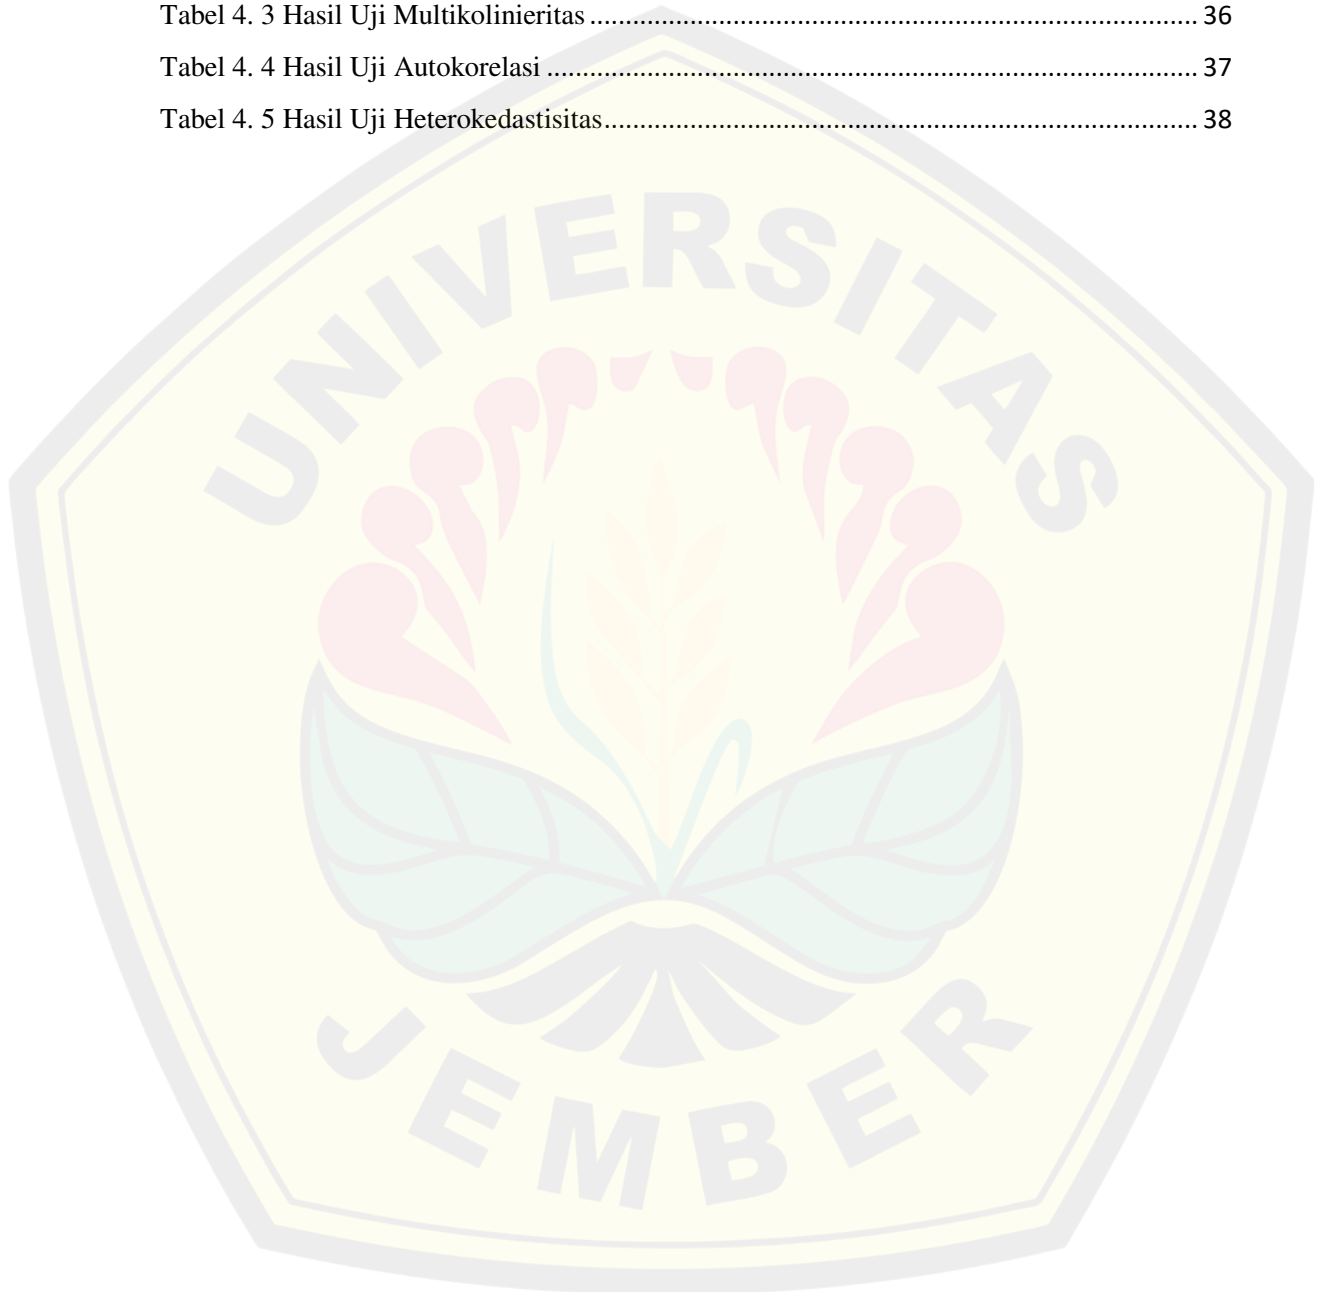 Tabel 4. 3 Hasil Uji Multikolinieritas ........................................................................................ 36
Tabel 4. 4 Hasil Uji Autokorelasi .............................................................................................. 37
Tabel 4. 5 Hasil Uji Heterokedastisitas...................................................................................... 38
UNIVERSITAS
JEMBER